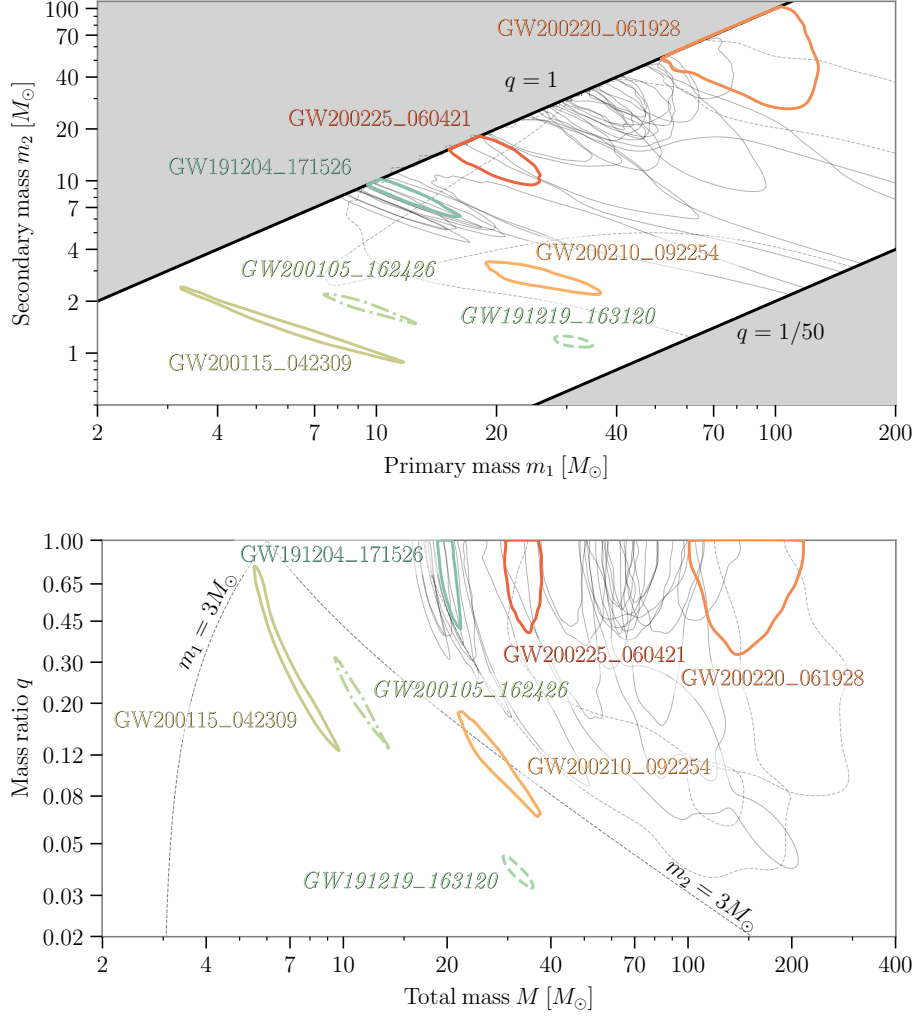 100
70
40
20
10
7
4
2
1
Secondary mass m₂ [M☉]
GW200220_061928
q = 1
GW200225_060421
GW191204_171526
GW200105_162426
GW200210_092254
GW191219_163120
q = 1/50
GW200115_042309
2 4 7 10 20 40 70 100 200
Primary mass m₁ [M☉]
1.00
0.65
0.45
0.30
0.20
0.12
0.08
0.05
0.03
0.02
Mass ratio q
GW191204_171526
m₁ = 3M☉
GW200225_060421
GW200220_061928
GW200105_162426
GW200115_042309
GW200210_092254
GW191219_163120
m₂ = 3M☉
2 4 7 10 20 40 70 100 200 400
Total mass M [M☉]